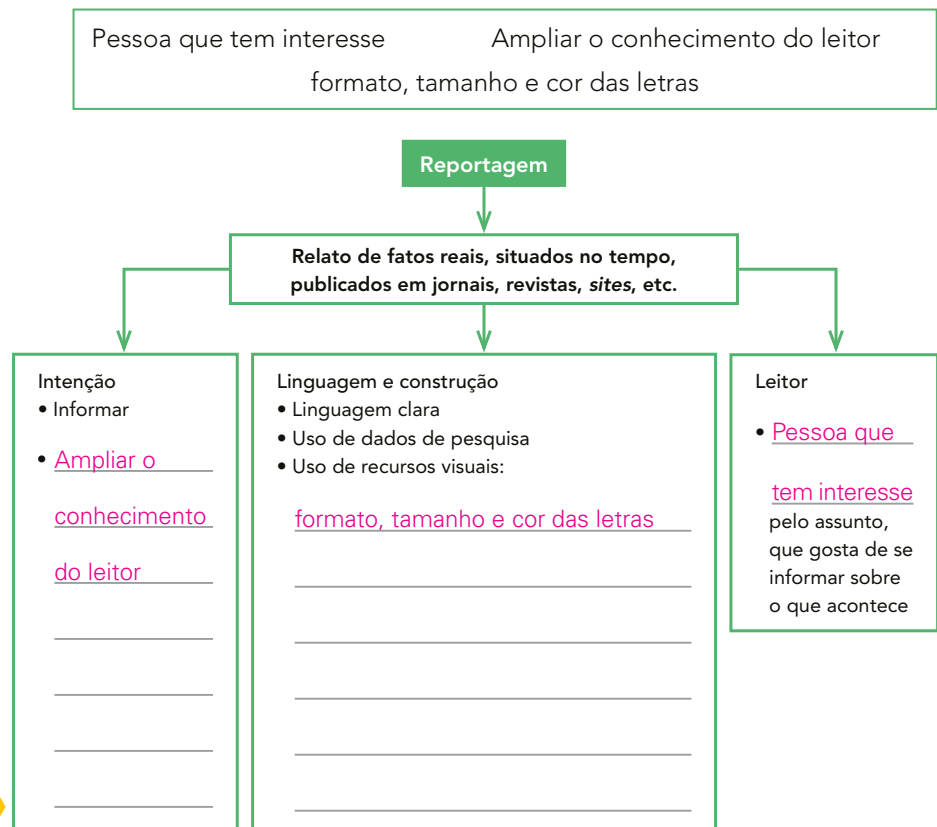 Pessoa que tem interesse Ampliar o conhecimento do leitor
formato, tamanho e cor das letras
Reportagem
Relato de fatos reais, situados no tempo,
publicados em jornais, revistas, sites, etc.
Intenção
• Informar
• Ampliar o
conhecimento
do leitor
Linguagem e construção
• Linguagem clara
• Uso de dados de pesquisa
• Uso de recursos visuais:
formato, tamanho e cor das letras
Leitor
• Pessoa que
tem interesse
pelo assunto,
que gosta de se
informar sobre
o que acontece